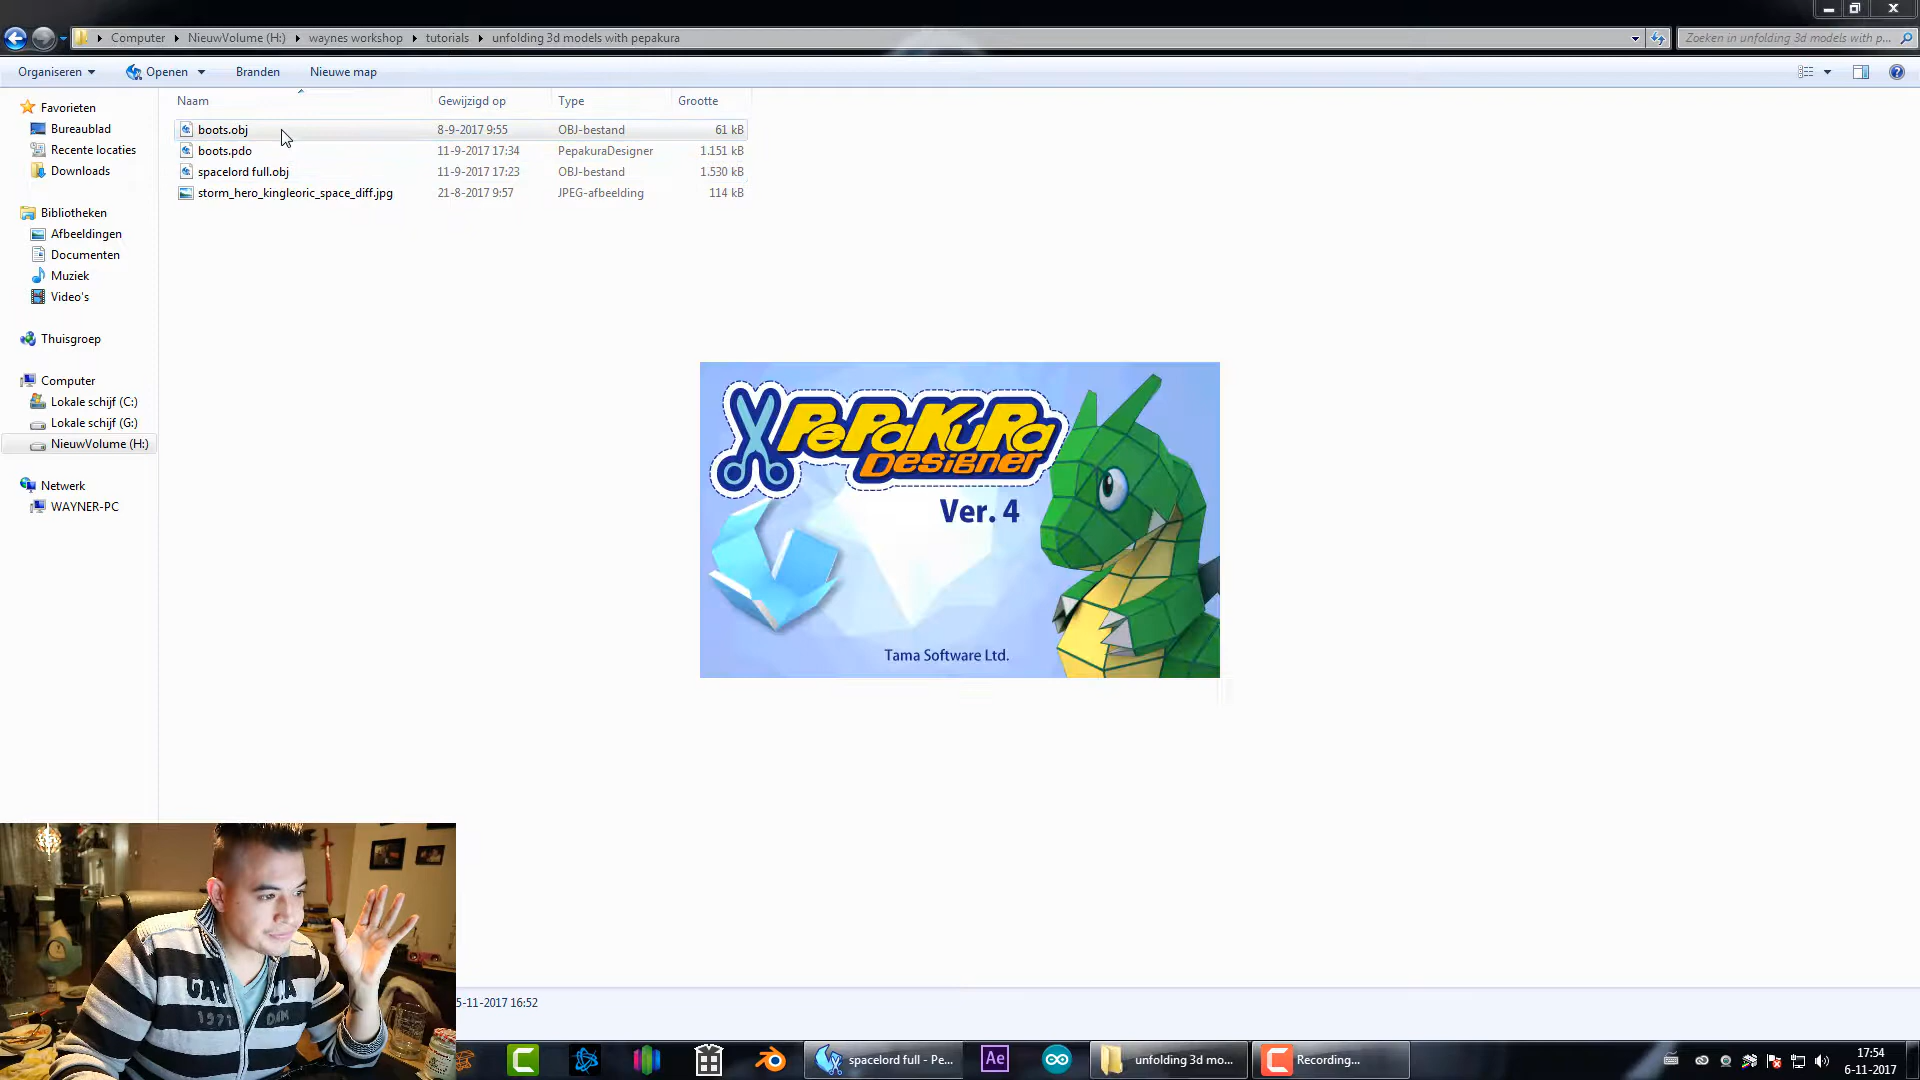 Computer NieuwVolume (H:) waynes workshop tutorials unfolding 3d models with pepakura
Zoeken in unfolding 3d models with p...
Organiseren Openen Branden Nieuwe map
Naam Gewijzigd op Type Grootte
boots.obj 8-9-2017 9:55 OBJ-bestand 61 kB
boots.pdo 11-9-2017 17:34 PepakuraDesigner 1.151 kB
spacelord full.obj 11-9-2017 17:23 OBJ-bestand 1.530 kB
storm_hero_kingleoric_space_diff.jpg 21-8-2017 9:57 JPEG-afbeelding 114 kB
Favorieten
Bureaublad
Recente locaties
Downloads
Bibliotheken
Afbeeldingen
Documenten
Muziek
Video's
Thuisgroep
Computer
Lokale schijf (C:)
Lokale schijf (G:)
NieuwVolume (H:)
Netwerk
WAYNER-PC
PePaKuRa
Designer
Ver. 4
Tama Software Ltd.
1971
DAM
5-11-2017 16:52
C
spacelord full - Pe...
Ae
unfolding 3d mo...
Recording...
17:54
6-11-2017